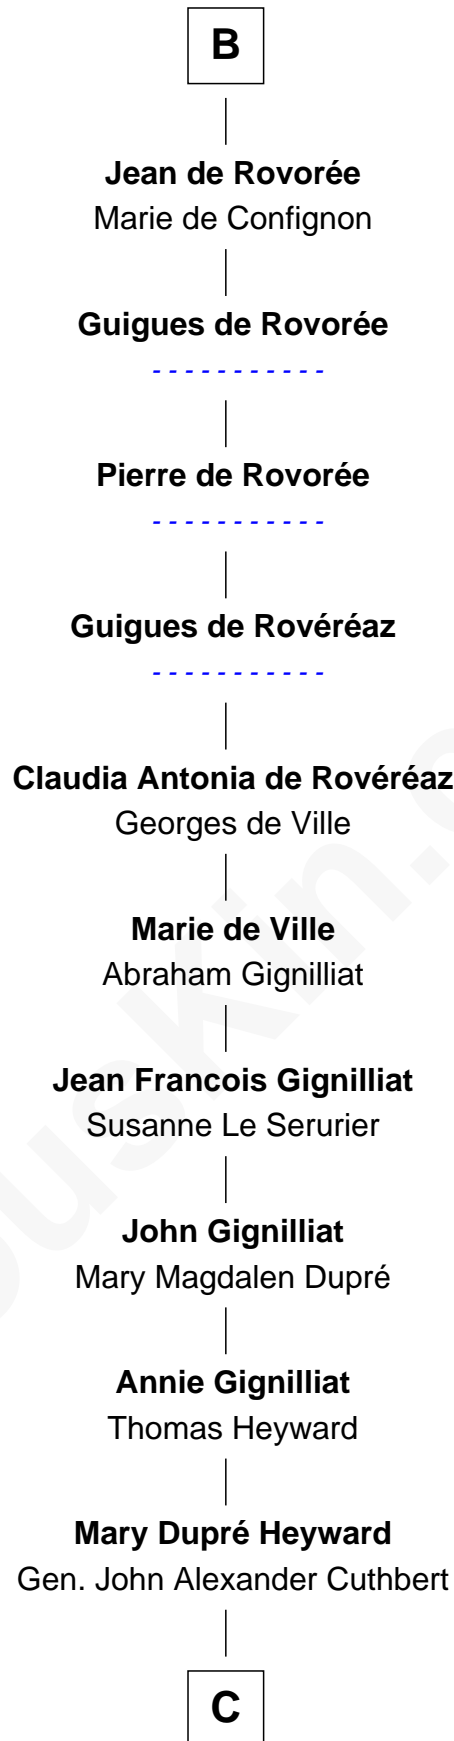 B
Jean de Rovorée
Marie de Confignon
Guigues de Rovorée
- - - - - - - - - - -
Pierre de Rovorée
- - - - - - - - - - -
Guigues de Rovéréaz
- - - - - - - - - - -
Claudia Antonia de Rovéréaz
Georges de Ville
Marie de Ville
Abraham Gignilliat
Jean Francois Gignilliat
Susanne Le Serurier
John Gignilliat
Mary Magdalen Dupré
Annie Gignilliat
Thomas Heyward
Mary Dupré Heyward
Gen. John Alexander Cuthbert
C